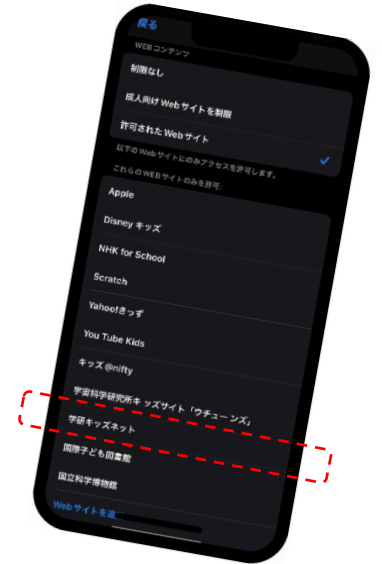 戻る
WEBコンテンツ
制限なし
成人向けWebサイトを制限
許可されたWebサイト
以下のWebサイトにのみアクセスを許可します。
これらのWEBサイトのみを許可:
Apple
Disney キッズ
NHK for School
Scratch
Yahoo!きっず
You Tube Kids
キッズ@nifty
宇宙科学研究所キッズサイト「ウチューンズ」
学研キッズネット
国際子ども図書館
国立科学博物館
Webサイトを追